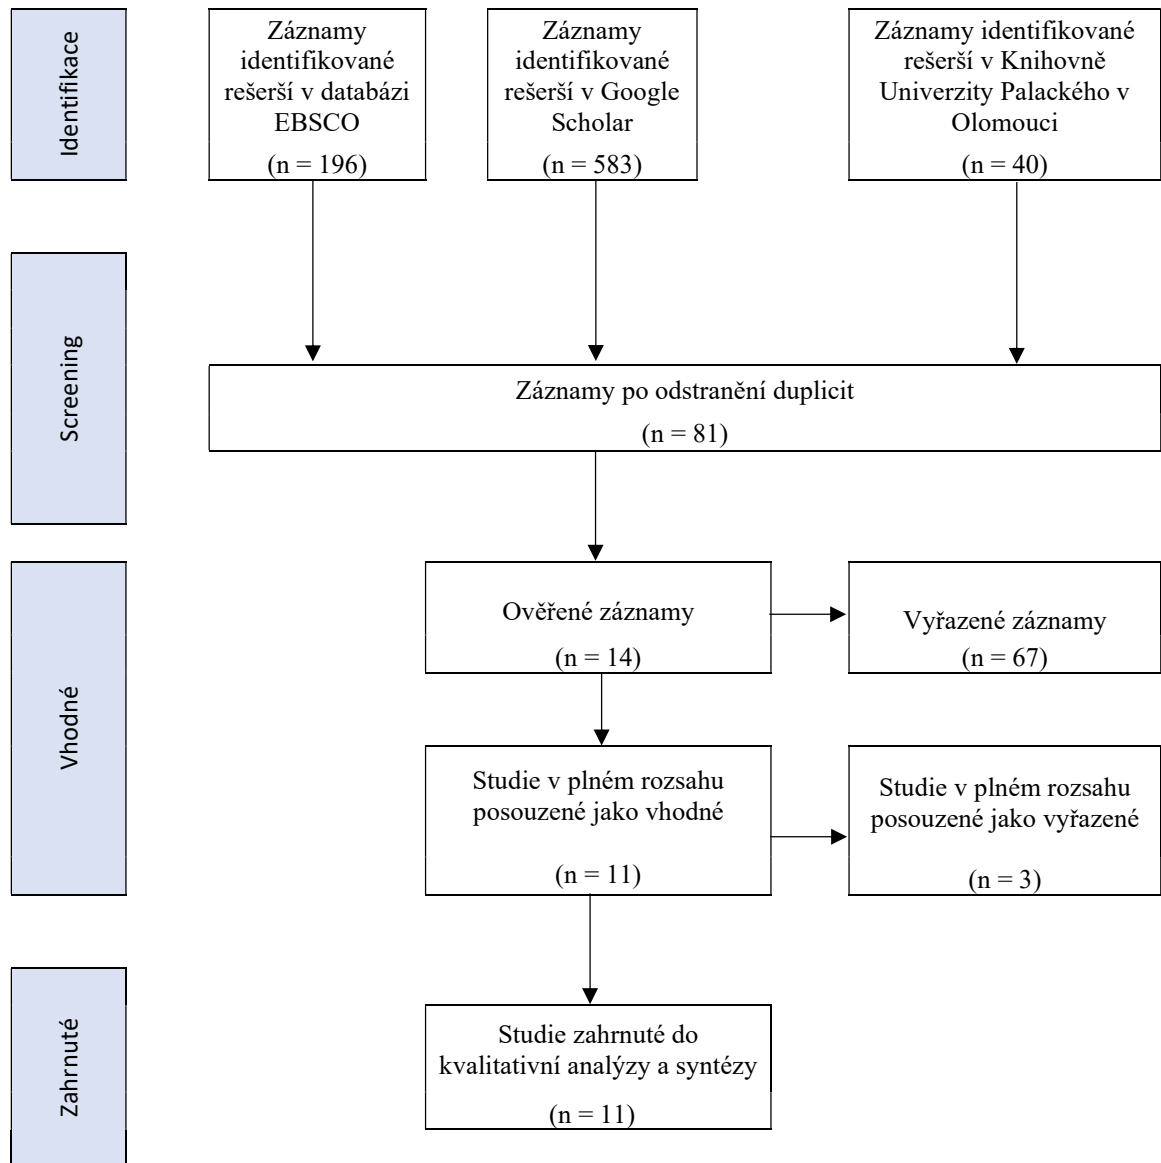 Identifikace
Záznamy
identifikované
rešerší v databázi
EBSCO
(n = 196)
Záznamy
identifikované
rešerší v Google
Scholar
(n = 583)
Záznamy identifikované
rešerší v Knihovně
Univerzity Palackého v
Olomouci
(n = 40)
Screening
Záznamy po odstranění duplicit
(n = 81)
Vhodné
Ověřené záznamy
(n = 14)
Vyřazené záznamy
(n = 67)
Studie v plném rozsahu
posouzené jako vhodné
(n = 11)
Studie v plném rozsahu
posouzené jako vyřazené
(n = 3)
Zahrnuté
Studie zahrnuté do
kvalitativní analýzy a syntézy
(n = 11)